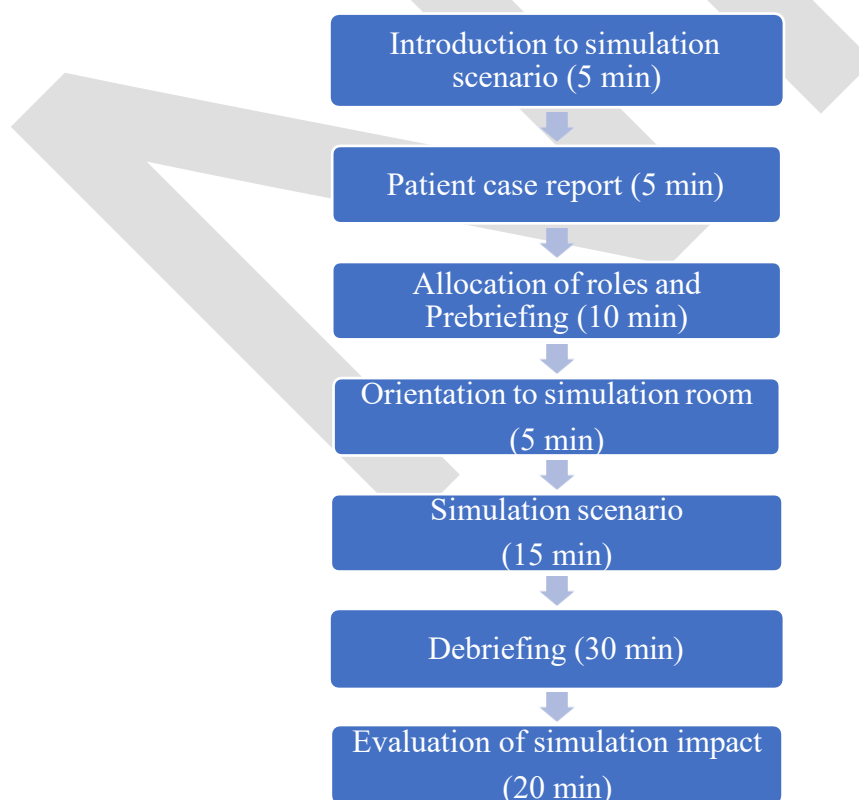 Introduction to simulation
scenario (5 min)
Patient case report (5 min)
Allocation of roles and
Prebriefing (10 min)
Orientation to simulation room
(5 min)
Simulation scenario
(15 min)
Debriefing (30 min)
Evaluation of simulation impact
(20 min)